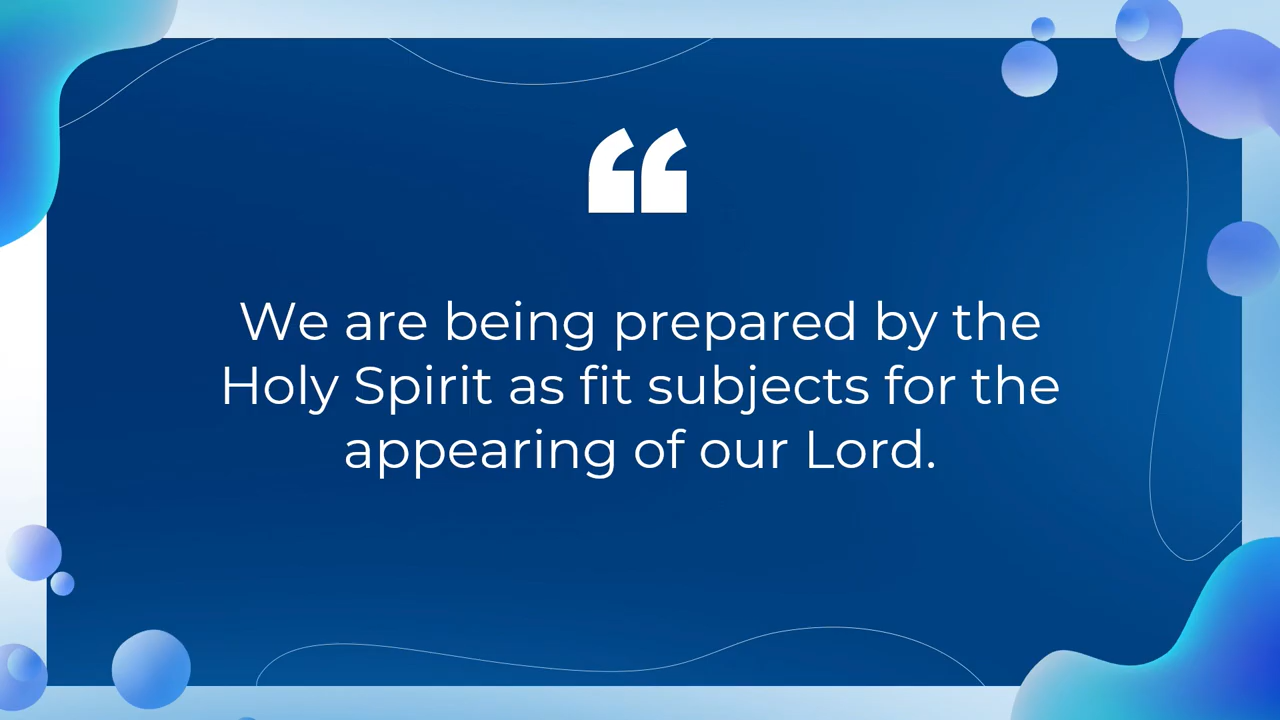 “
We are being prepared by the
Holy Spirit as fit subjects for the
appearing of our Lord.